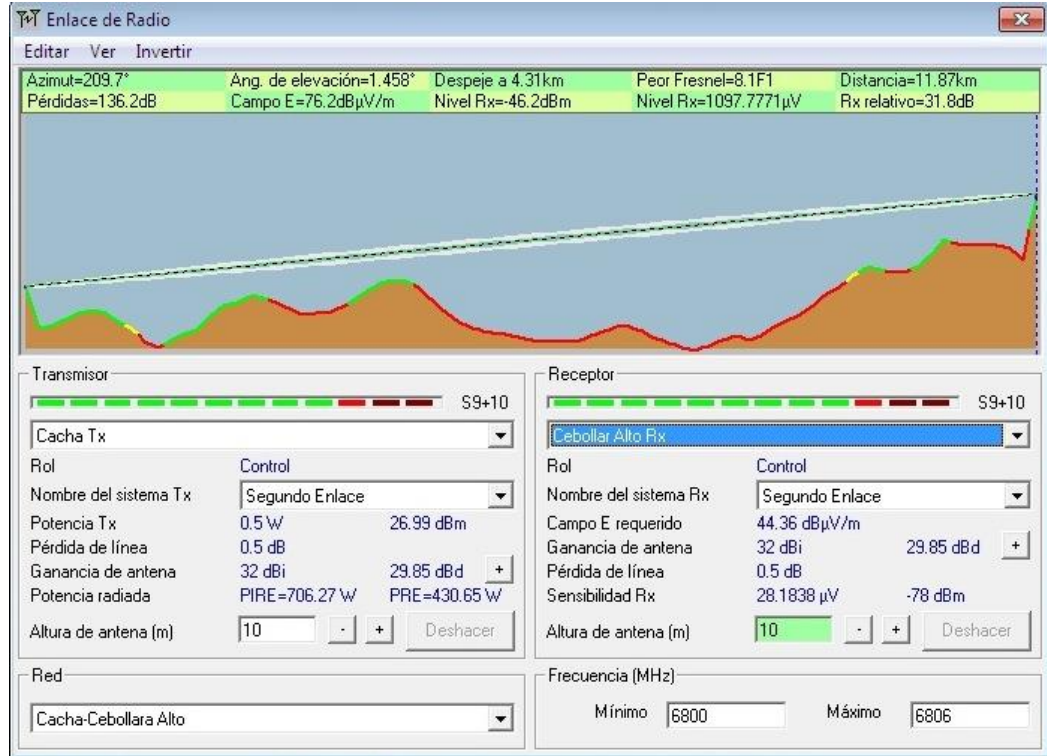 Enlace de Radio
Editar Ver Invertir
Azimut=209.7° Ang. de elevación=1.458° Despeje a 4.31km Peor Fresnel=8.1F1 Distancia=11.87km
Pérdidas=136.2dB Campo E=76.2dBμV/m Nivel Rx=-46.2dBm Nivel Rx=1097.7771μV Rx relativo=31.8dB
Transmisor
S9+10
Cacha Tx
Rol Control
Nombre del sistema Tx Segundo Enlace
Potencia Tx 0.5 W 26.99 dBm
Pérdida de línea 0.5 dB
Ganancia de antena 32 dBi 29.85 dBd +
Potencia radiada PIRE=706.27 W PRE=430.65 W
Altura de antena (m) 10 - + Deshacer
Receptor
S9+10
Cebollar Alto Rx
Rol Control
Nombre del sistema Rx Segundo Enlace
Campo E requerido 44.36 dBμV/m
Ganancia de antena 32 dBi 29.85 dBd +
Pérdida de línea 0.5 dB
Sensibilidad Rx 28.1838 μV -78 dBm
Altura de antena (m) 10 - + Deshacer
Red
Cacha-Cebollara Alto
Frecuencia (MHz)
Mínimo 6800 Máximo 6806